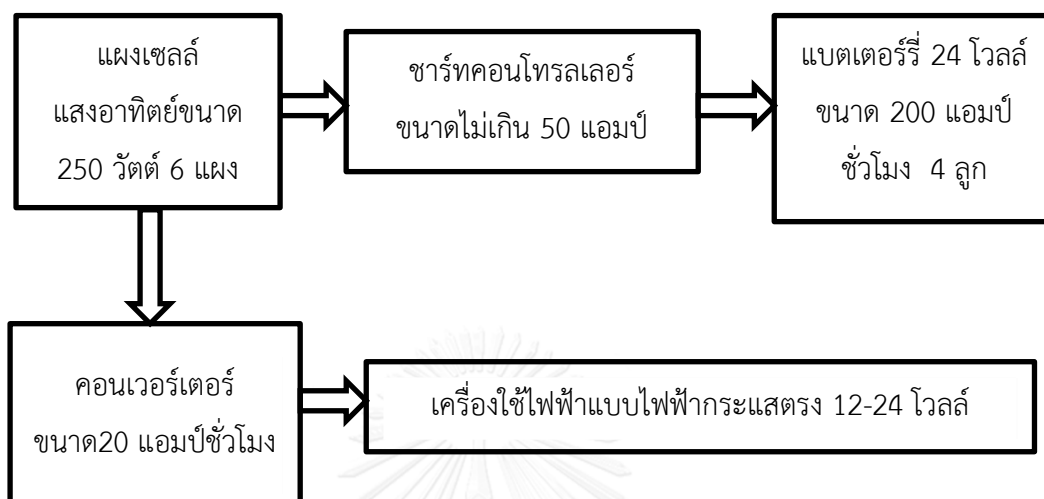 แผงเซลล์
แสงอาทิตย์ขนาด
250 วัตต์ 6 แผง
ชาร์ทคอนโทรลเลอร์
ขนาดไม่เกิน 50 แอมป์
แบตเตอร์รี่ 24 โวลล์
ขนาด 200 แอมป์
ชั่วโมง 4 ลูก
คอนเวอร์เตอร์
ขนาด20 แอมป์ชั่วโมง
เครื่องใช้ไฟฟ้าแบบไฟฟ้ากระแสตรง 12-24 โวลล์